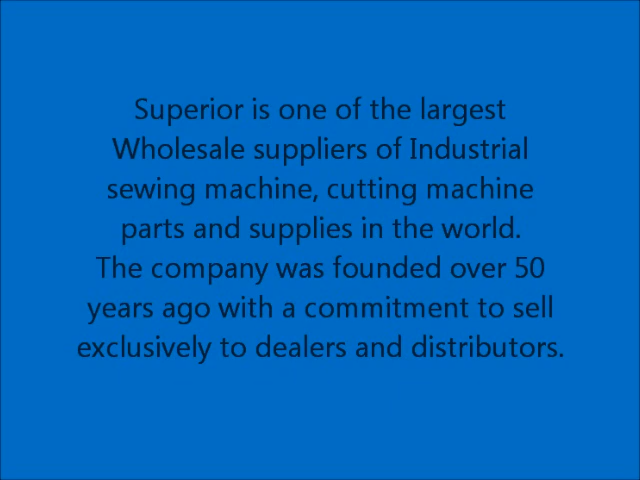 Superior is one of the largest
Wholesale suppliers of Industrial
sewing machine, cutting machine
parts and supplies in the world.
The company was founded over 50
years ago with a commitment to sell
exclusively to dealers and distributors.